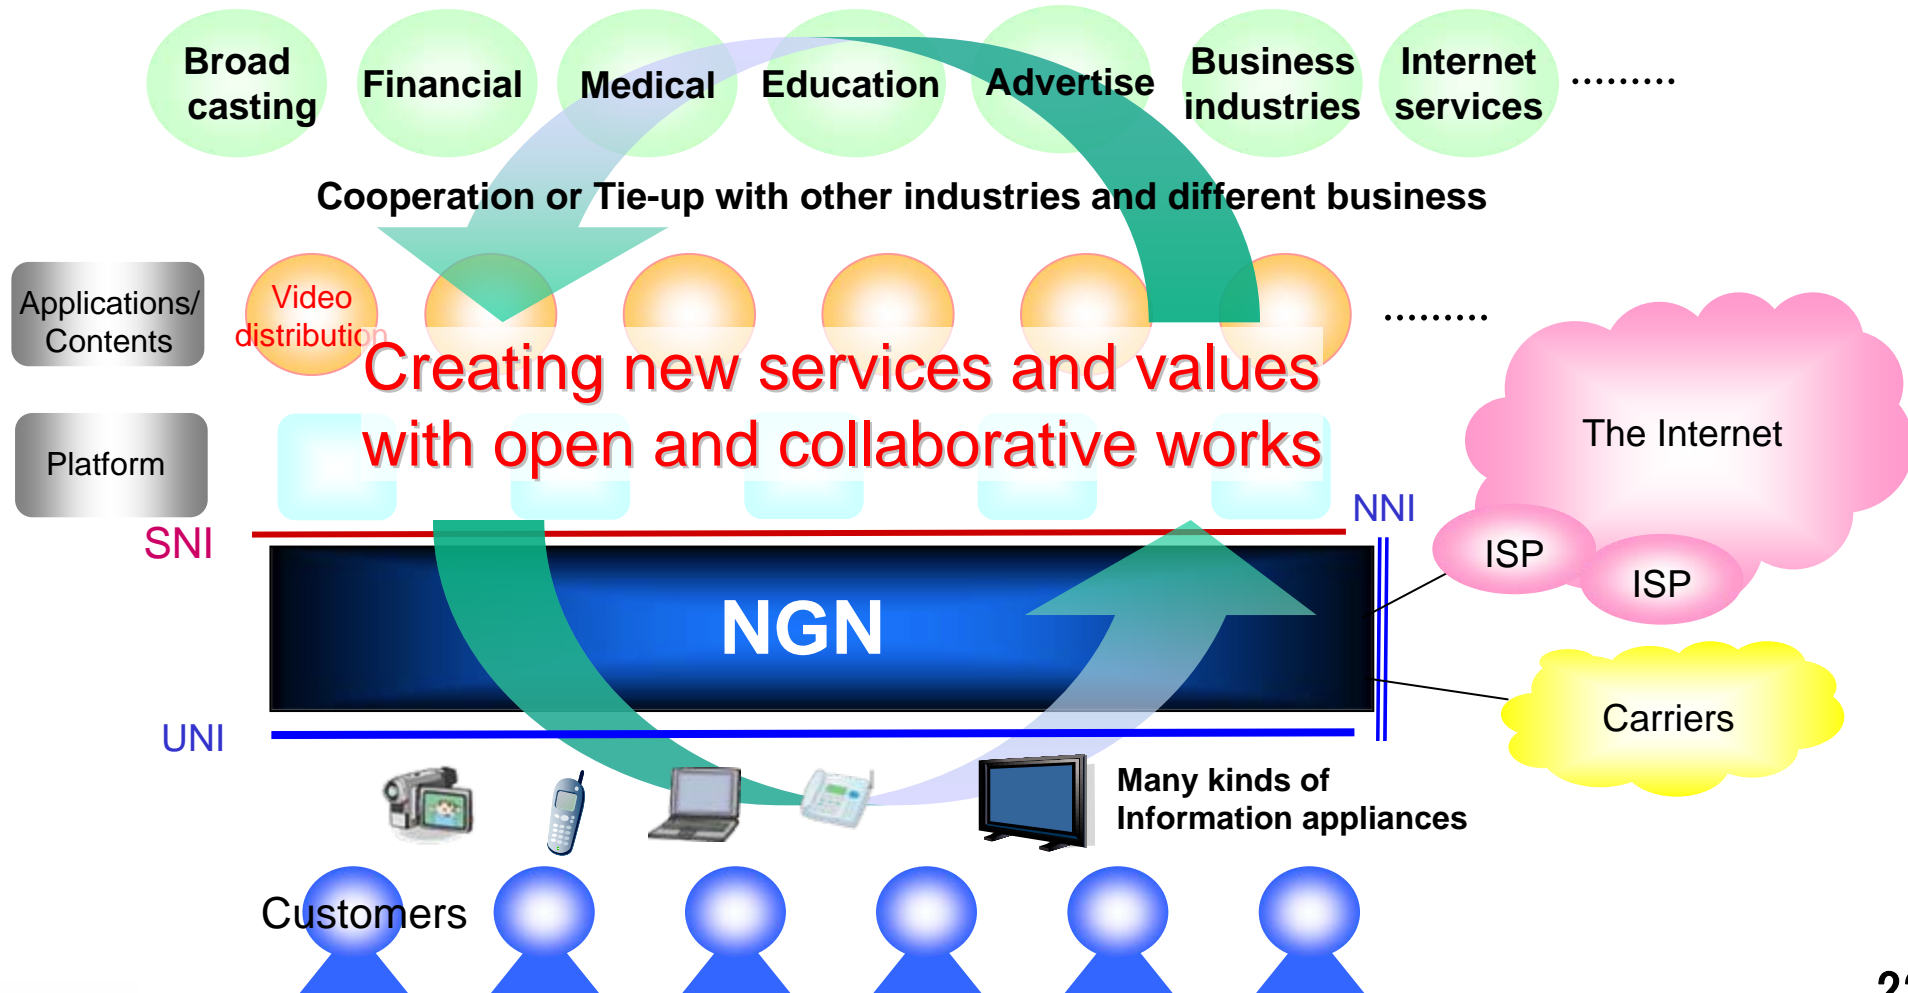 Broad
casting
Financial
Medical
Education
Advertise
Business
industries
Internet
services
………
Cooperation or Tie-up with other industries and different business
Applications/
Contents
Video
distribution
………
Creating new services and values
with open and collaborative works
Platform
The Internet
SNI
NNI
ISP
ISP
NGN
UNI
Carriers
Many kinds of
Information appliances
Customers